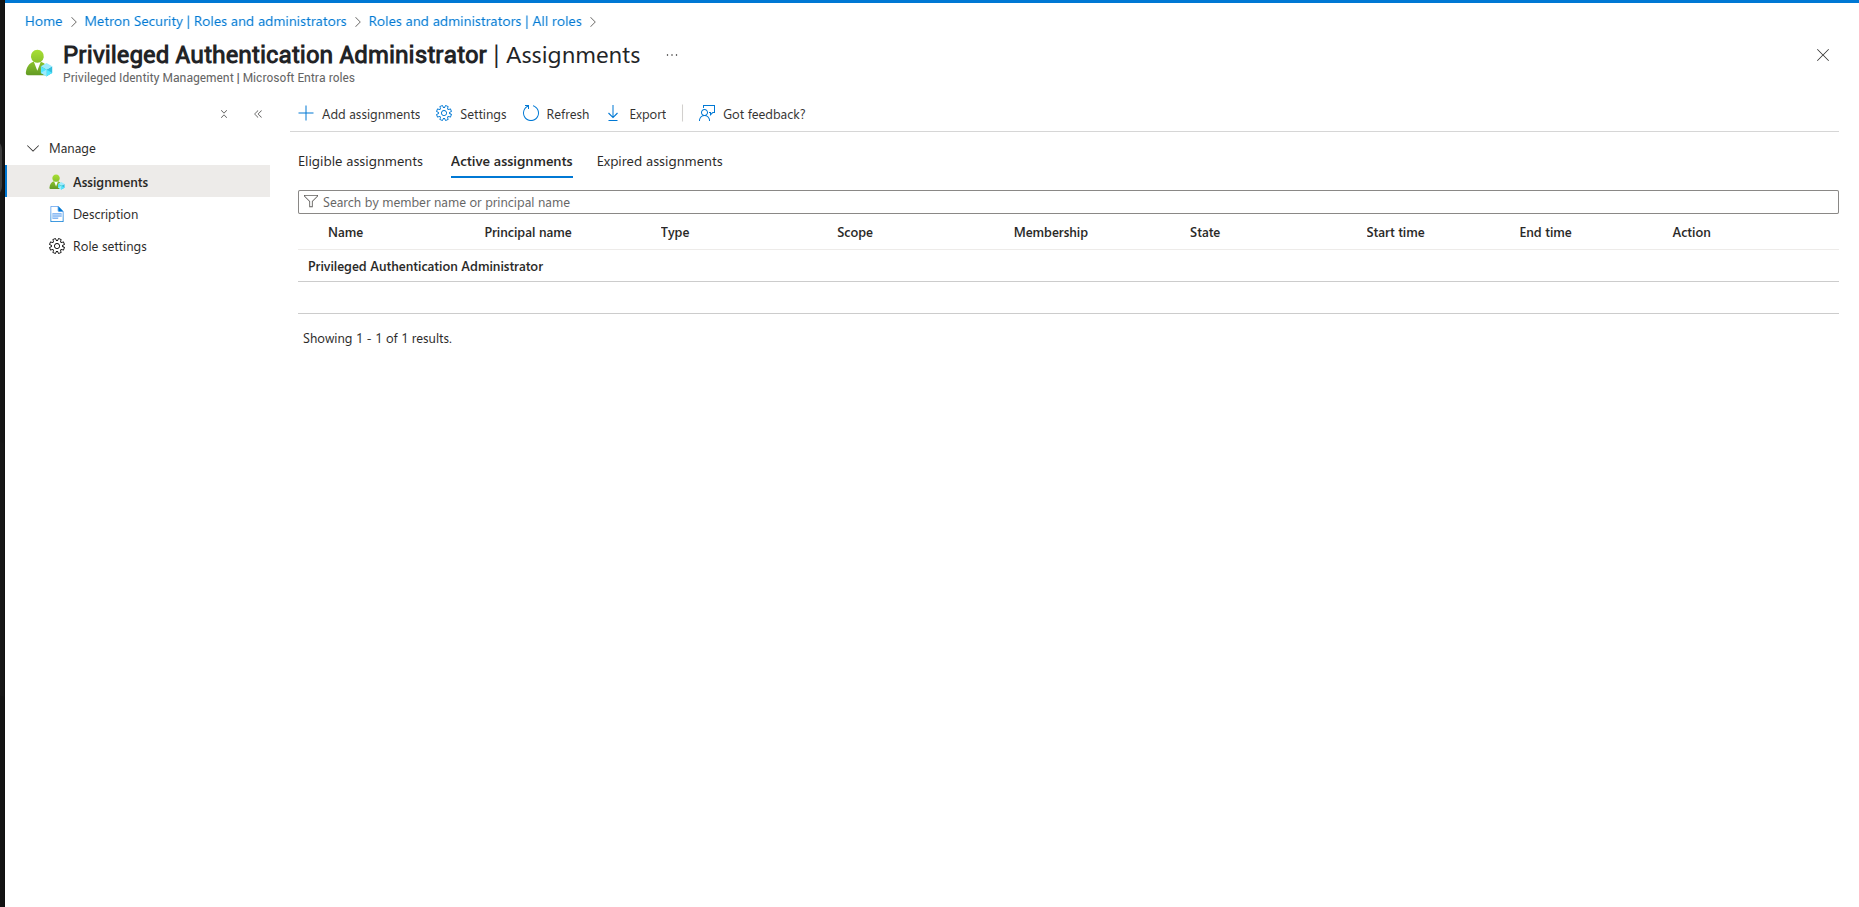 Home > Metron Security | Roles and administrators > Roles and administrators | All roles >
Privileged Authentication Administrator | Assignments ...
Privileged Identity Management | Microsoft Entra roles
Add assignments Settings Refresh Export Got feedback?
Manage
Assignments
Description
Role settings
Eligible assignments Active assignments Expired assignments
Search by member name or principal name
Name Principal name Type Scope Membership State Start time End time Action
Privileged Authentication Administrator
Showing 1 - 1 of 1 results.